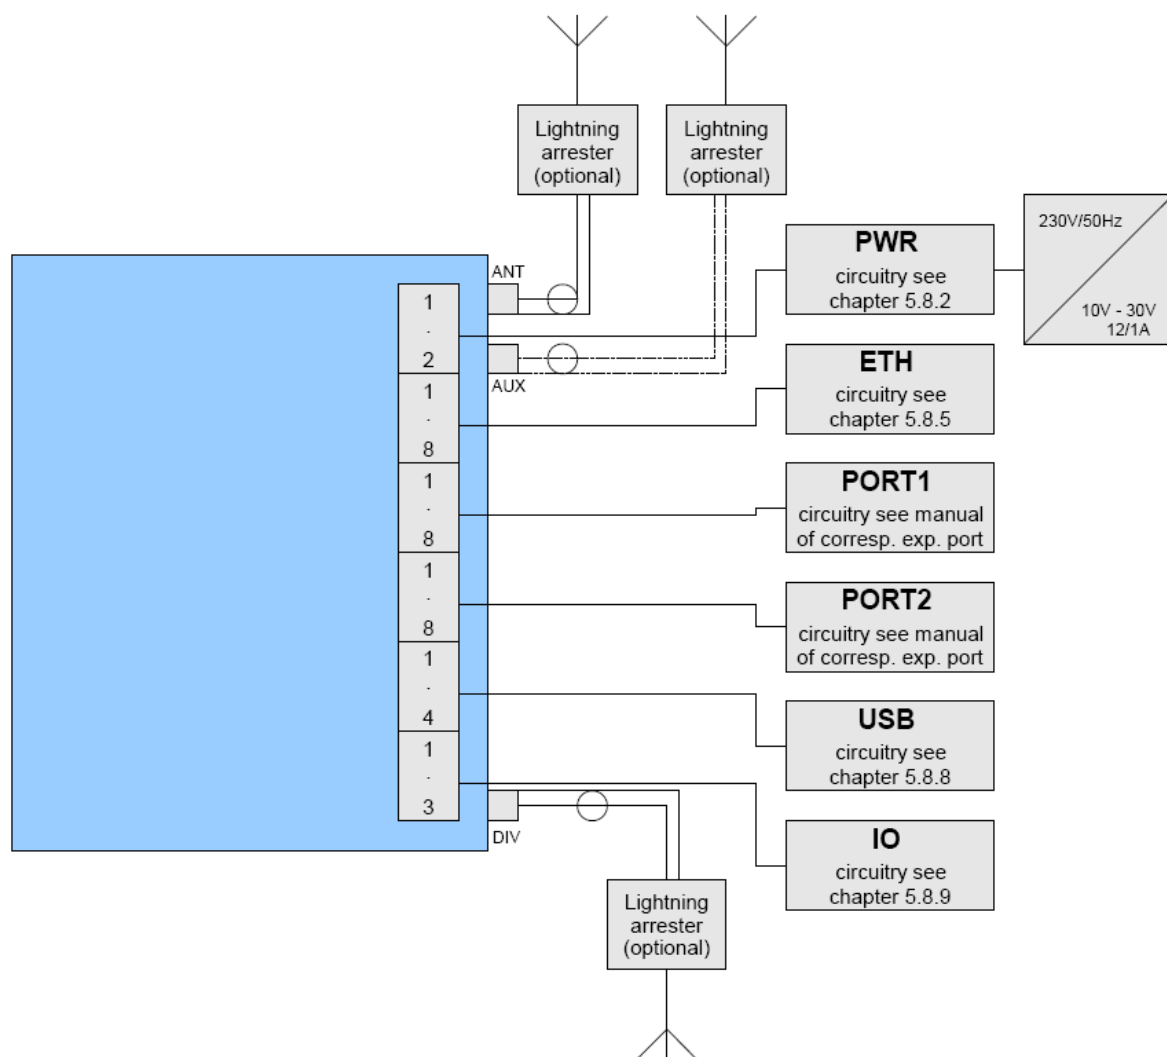 Lightning
arrester
(optional)
Lightning
arrester
(optional)
PWR
circuitry see
chapter 5.8.2
230V/50Hz
10V - 30V
12/1A
ANT
AUX
1
.
2
1
.
8
1
.
8
1
.
8
1
.
4
1
.
3
ETH
circuitry see
chapter 5.8.5
PORT1
circuitry see manual
of corresp. exp. port
PORT2
circuitry see manual
of corresp. exp. port
USB
circuitry see
chapter 5.8.8
DIV
IO
circuitry see
chapter 5.8.9
Lightning
arrester
(optional)